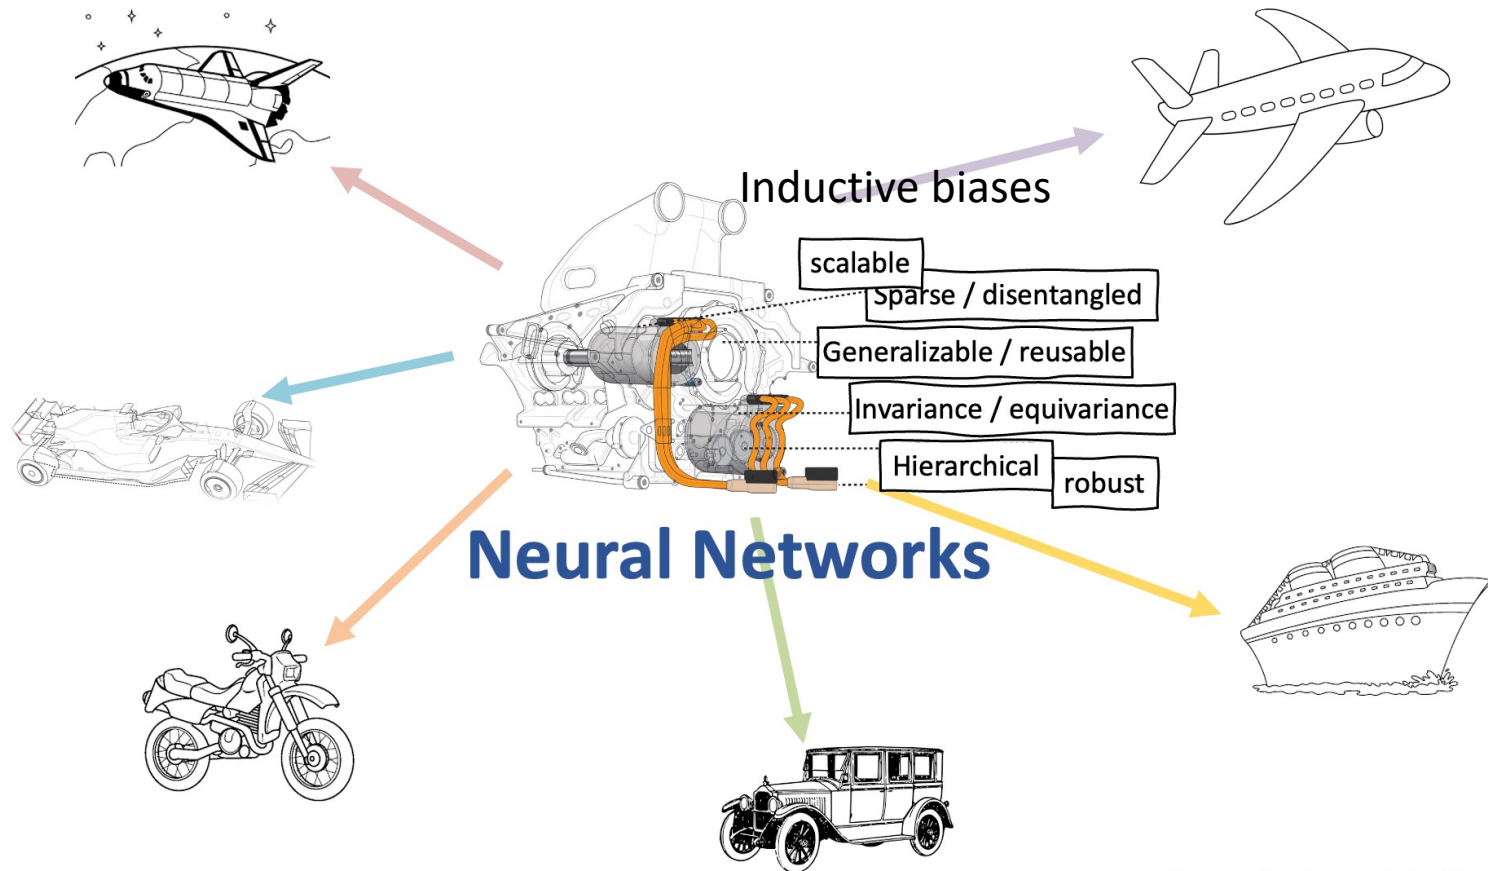 Inductive biases
scalable
Sparse / disentangled
Generalizable / reusable
Invariance / equivariance
Hierarchical
robust
Neural Networks